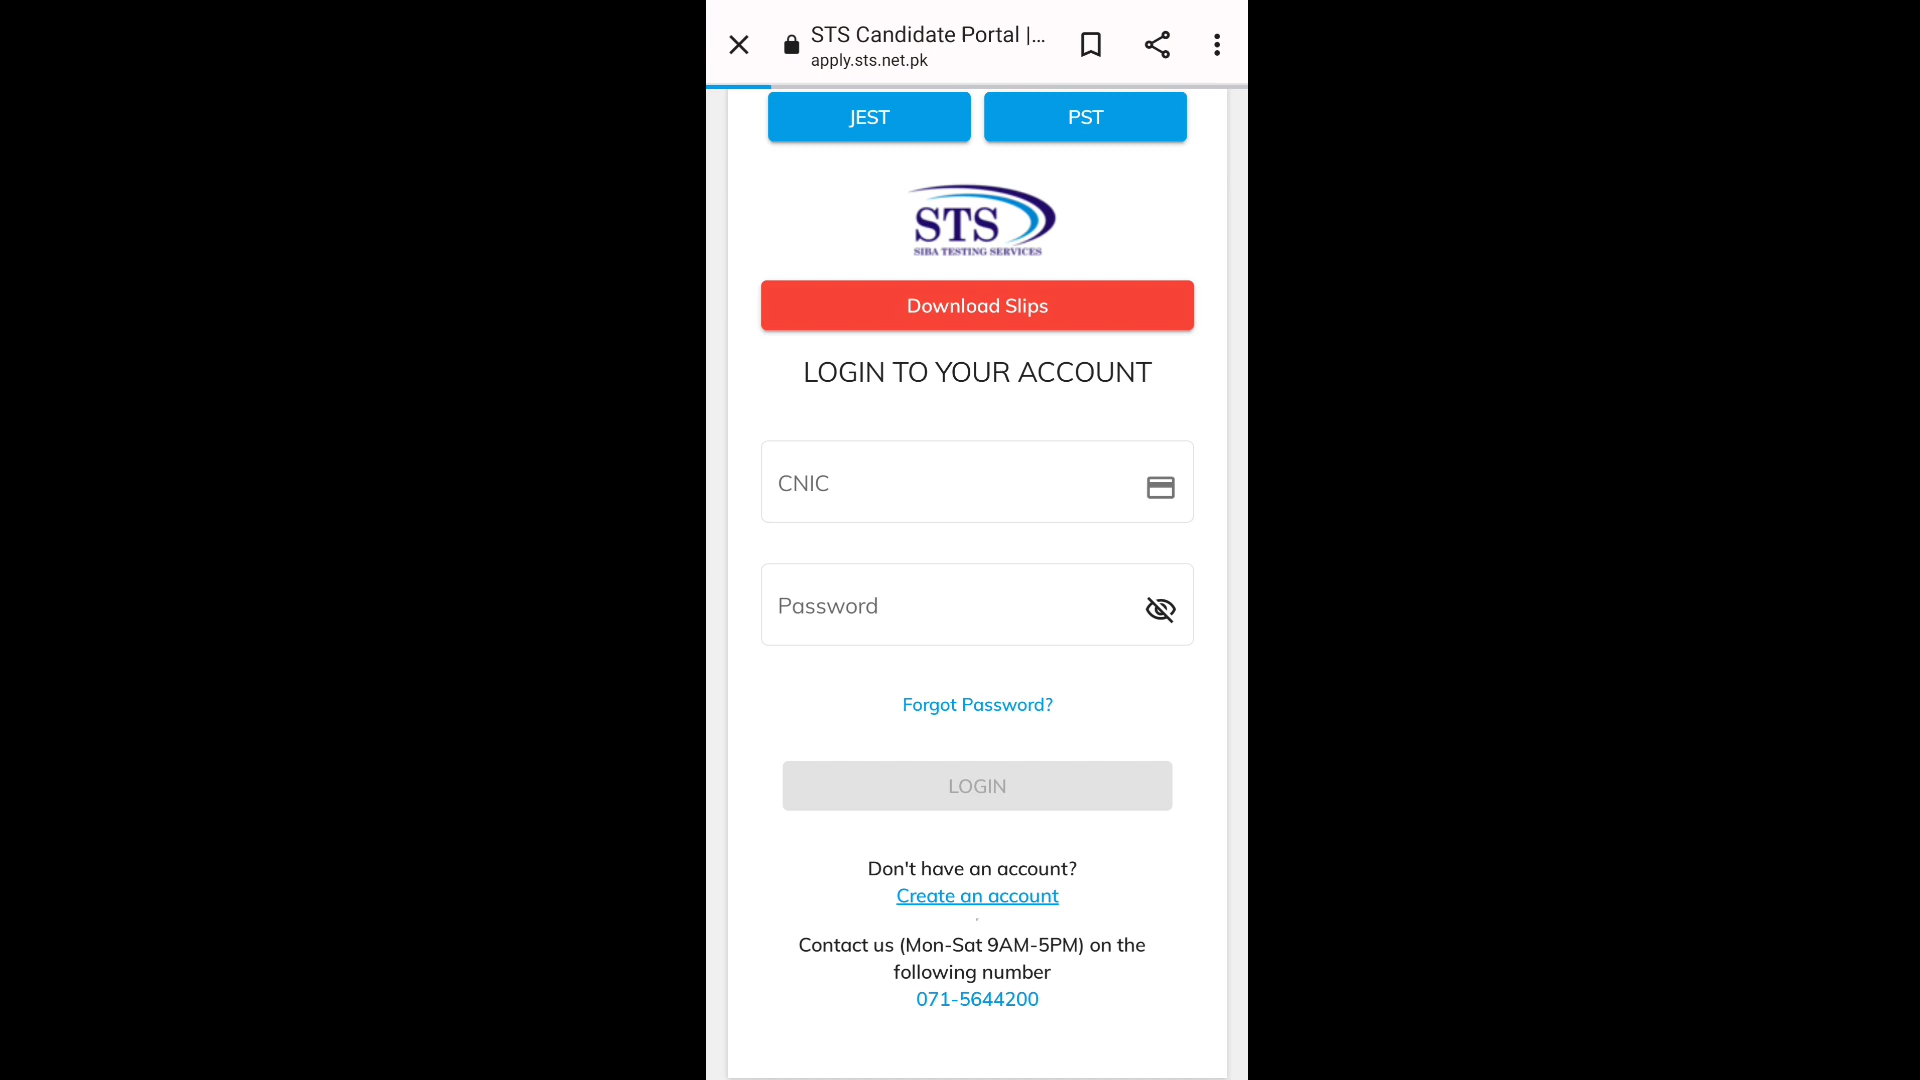 STS Candidate Portal |...
apply.sts.net.pk
JEST
PST
STS
SIBA TESTING SERVICES
Download Slips
LOGIN TO YOUR ACCOUNT
CNIC
Password
Forgot Password?
LOGIN
Don't have an account?
Create an account
Contact us (Mon-Sat 9AM-5PM) on the
following number
071-5644200